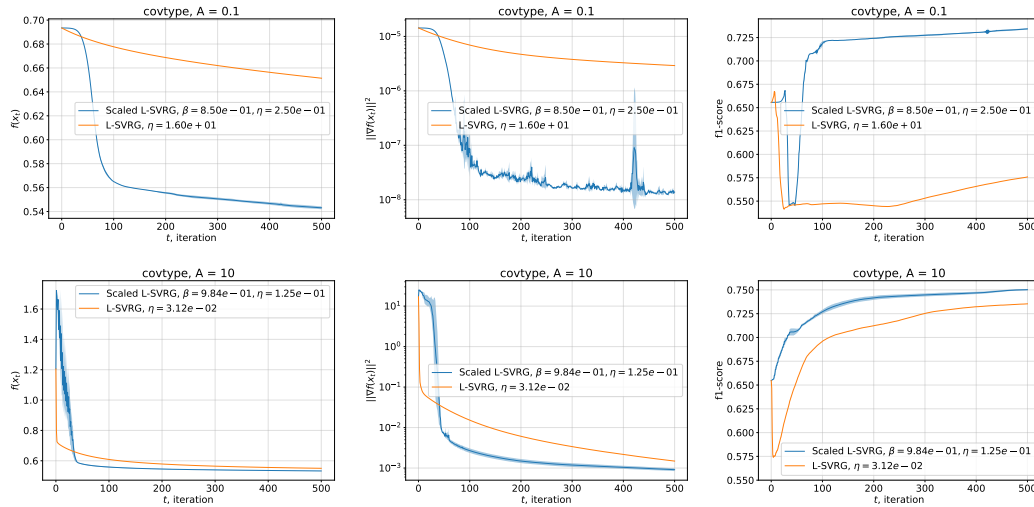 covtype, A = 0.1
0.70
0.68
0.66
0.64
0.62
0.60
0.58
0.56
0.54
f(x_t)
Scaled L-SVRG, β = 8.50e − 01, η = 2.50e − 01
L-SVRG, η = 1.60e + 01
0 100 200 300 400 500
t, iteration
covtype, A = 0.1
10⁻⁵
10⁻⁶
10⁻⁷
10⁻⁸
||∇f(x_t)||²
Scaled L-SVRG, β = 8.50e − 01, η = 2.50e − 01
L-SVRG, η = 1.60e + 01
0 100 200 300 400 500
t, iteration
covtype, A = 0.1
0.725
0.700
0.675
0.650
0.625
0.600
0.575
0.550
f1-score
Scaled L-SVRG, β = 8.50e − 01, η = 2.50e − 01
L-SVRG, η = 1.60e + 01
0 100 200 300 400 500
t, iteration
covtype, A = 10
1.6
1.4
1.2
1.0
0.8
0.6
f(x_t)
Scaled L-SVRG, β = 9.84e − 01, η = 1.25e − 01
L-SVRG, η = 3.12e − 02
0 100 200 300 400 500
t, iteration
covtype, A = 10
10¹
10⁰
10⁻¹
10⁻²
10⁻³
||∇f(x_t)||²
Scaled L-SVRG, β = 9.84e − 01, η = 1.25e − 01
L-SVRG, η = 3.12e − 02
0 100 200 300 400 500
t, iteration
covtype, A = 10
0.750
0.725
0.700
0.675
0.650
0.625
0.600
0.575
0.550
f1-score
Scaled L-SVRG, β = 9.84e − 01, η = 1.25e − 01
L-SVRG, η = 3.12e − 02
0 100 200 300 400 500
t, iteration